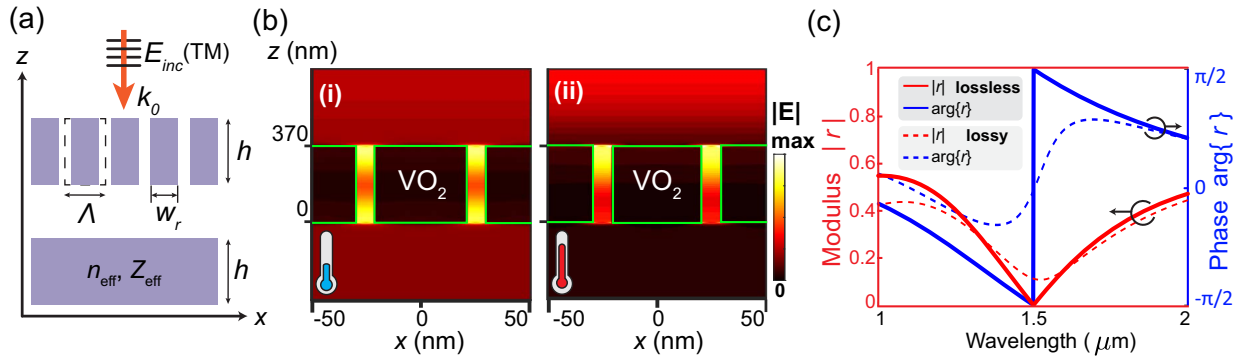 (a)
z
E_inc (TM)
k_0
h
Λ
w_r
n_eff, Z_eff
h
x
(b)
z (nm)
(i)
(ii)
370
0
VO2
VO2
|E|
max
0
-50 0 50
x (nm)
-50 0 50
x (nm)
(c)
1
0.8
0.6
0.4
0.2
0
Modulus |r|
|r| lossless
arg{r}
|r| lossy
arg{r}
π/2
0
-π/2
Phase arg{r}
1 1.5 2
Wavelength (μm)